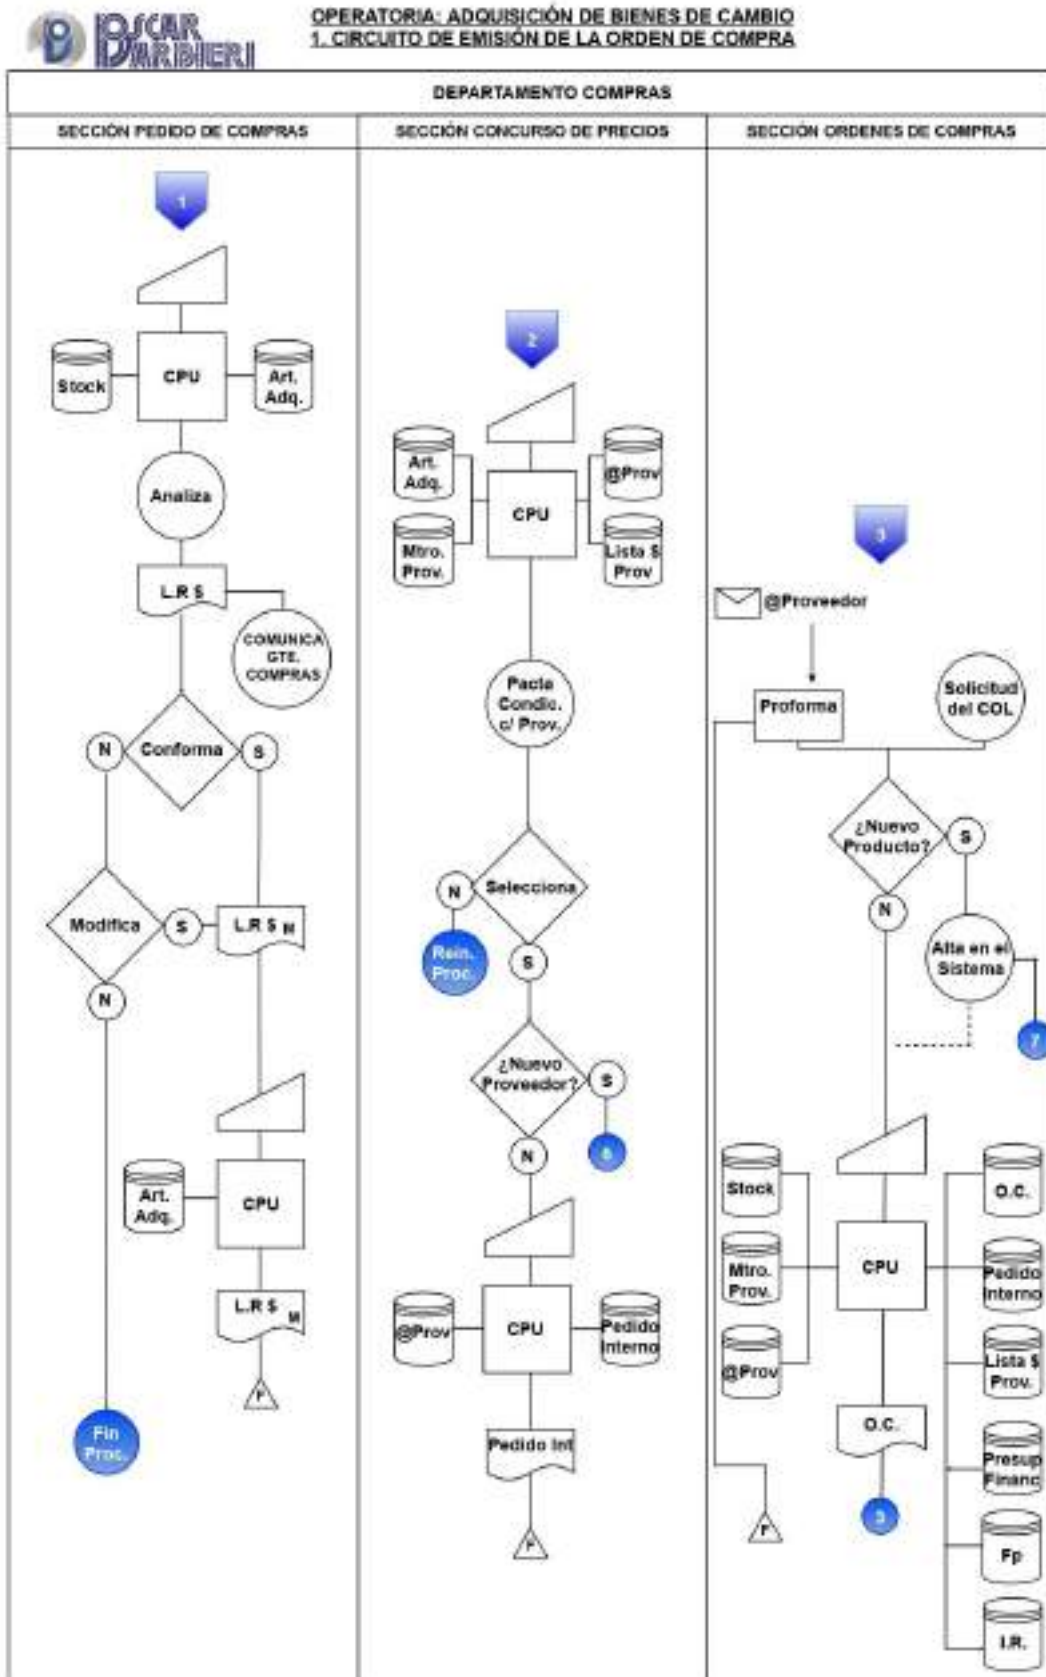 OSCAR
BARBIERI
OPERATORIA: ADQUISICIÓN DE BIENES DE CAMBIO
1. CIRCUITO DE EMISIÓN DE LA ORDEN DE COMPRA
DEPARTAMENTO COMPRAS
SECCIÓN PEDIDO DE COMPRAS
SECCIÓN CONCURSO DE PRECIOS
SECCIÓN ORDENES DE COMPRAS
1
Stock
CPU
Art.
Adq.
Analiza
L.R $
COMUNICA
GTE.
COMPRAS
N
Conforma
S
Modifica
S
L.R $ M
N
Art.
Adq.
CPU
L.R $
M
F
Fin
Proc.
2
Art.
Adq.
@Prov
CPU
Mtro.
Prov.
Lista $
Prov
Pacta
Condic.
c/ Prov.
N
Selecciona
Rein.
Proc.
S
¿Nuevo
Proveedor?
S
N
6
@Prov
CPU
Pedido
Interno
Pedido Int
F
3
@Proveedor
Proforma
Solicitud
del COL
¿Nuevo
Producto?
S
N
Alta en el
Sistema
7
Stock
O.C.
CPU
Mtro.
Prov.
Pedido
Interno
@Prov
Lista $
Prov.
O.C.
Presup
Financ
3
F
Fp
I.R.